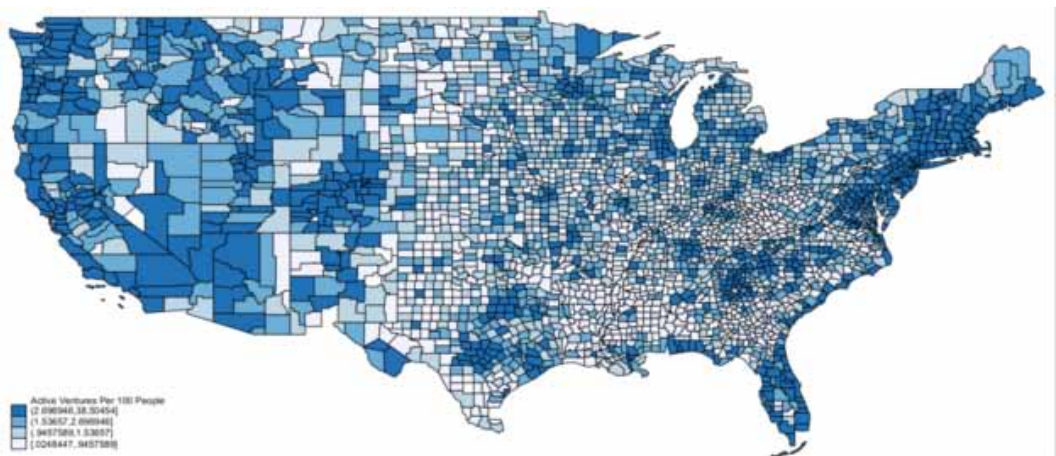 Active Ventures Per 100 People
(2.696946,38.50454]
(1.53657,2.696946]
(.9457589,1.53657]
[.0248447,.9457589]